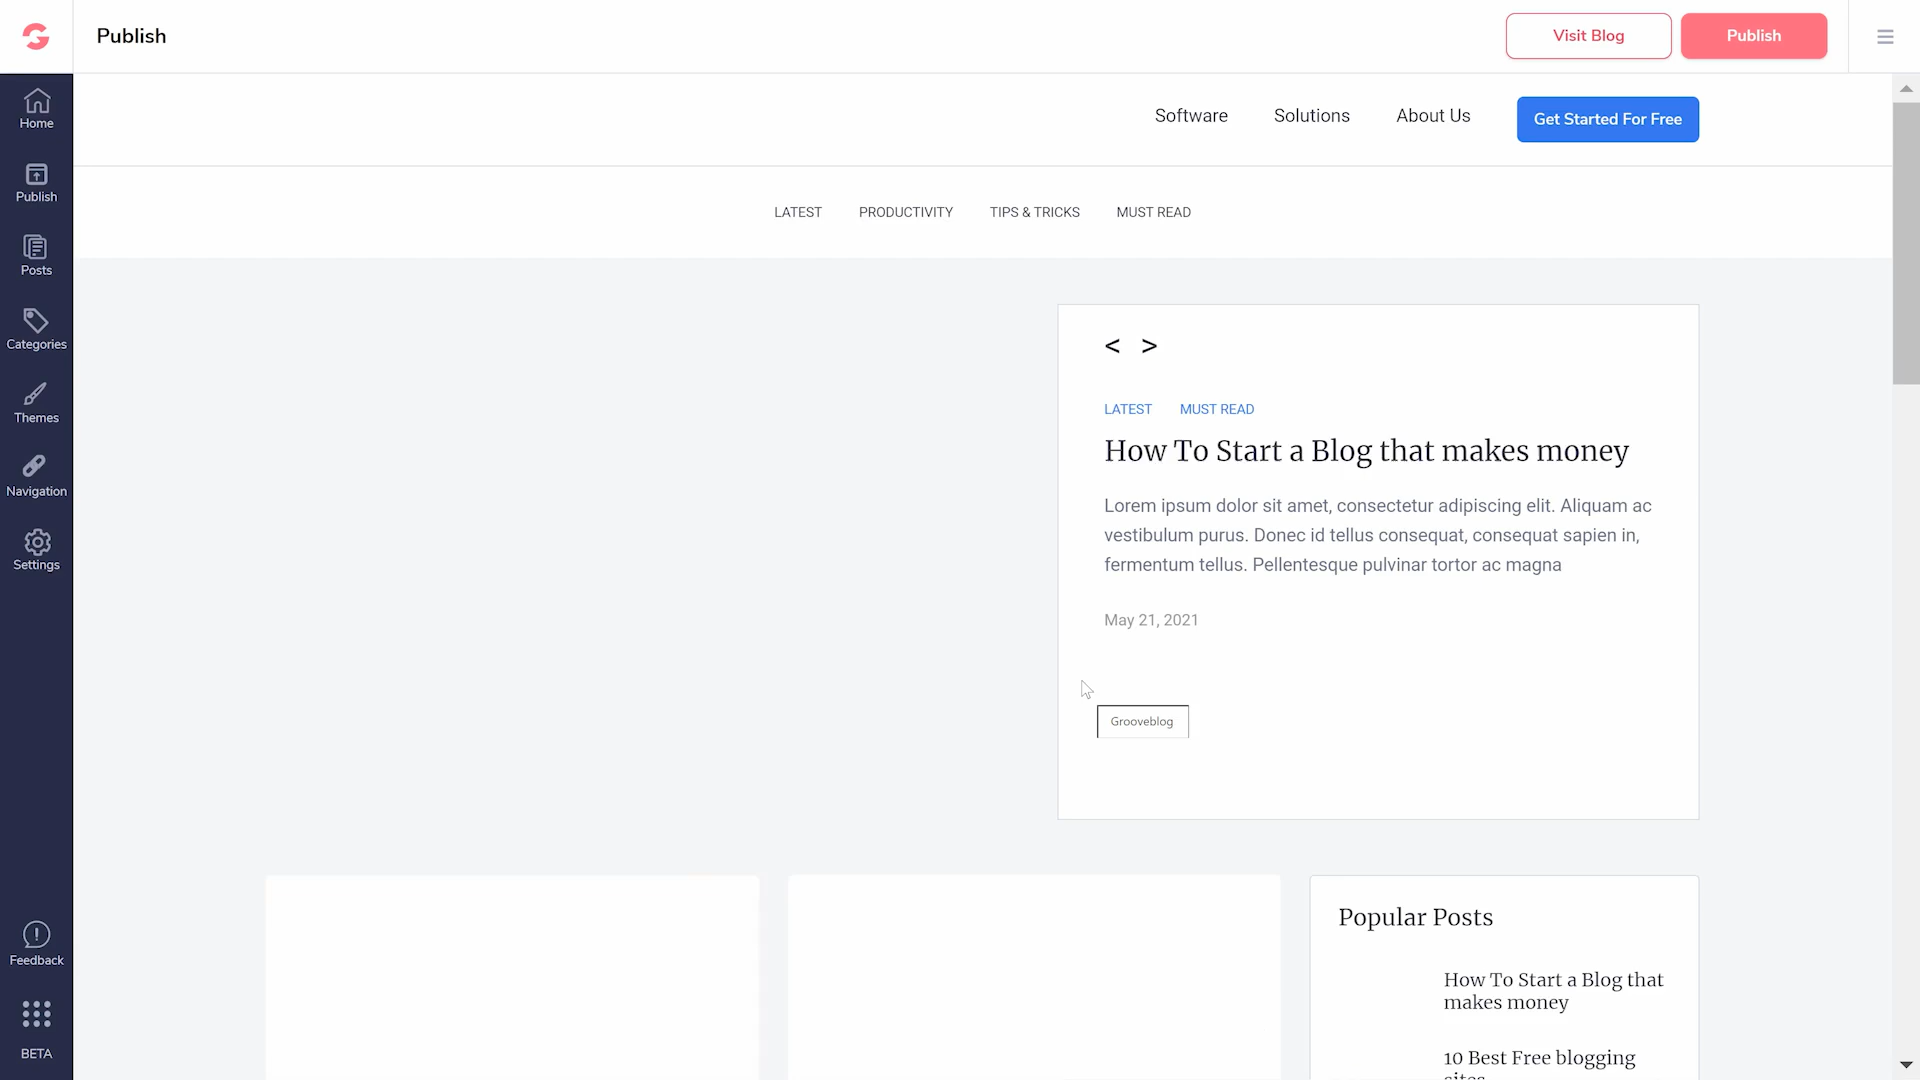 Publish
Visit Blog
Publish
Home
Publish
Posts
Categories
Themes
Navigation
Settings
Feedback
BETA
Software
Solutions
About Us
Get Started For Free
LATEST
PRODUCTIVITY
TIPS & TRICKS
MUST READ
< >
LATEST
MUST READ
How To Start a Blog that makes money
Lorem ipsum dolor sit amet, consectetur adipiscing elit. Aliquam ac
vestibulum purus. Donec id tellus consequat, consequat sapien in,
fermentum tellus. Pellentesque pulvinar tortor ac magna
May 21, 2021
Grooveblog
Popular Posts
How To Start a Blog that
makes money
10 Best Free blogging